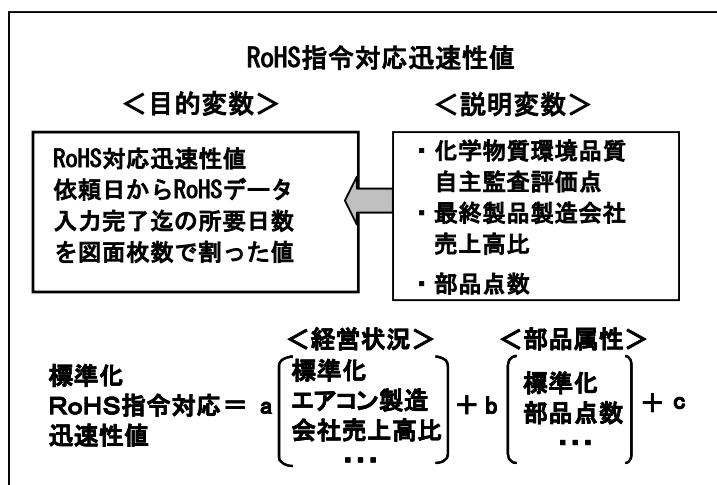 RoHS指令対応迅速性値
＜目的変数＞
＜説明変数＞
RoHS対応迅速性値
依頼日からRoHSデータ
入力完了迄の所要日数
を図面枚数で割った値
・化学物質環境品質
自主監査評価点
・最終製品製造会社
売上高比
・部品点数
＜経営状況＞
＜部品属性＞
標準化
RoHS指令対応＝ a
迅速性値
標準化
エアコン製造
会社売上高比
・・・
＋b
標準化
部品点数
・・・
＋c